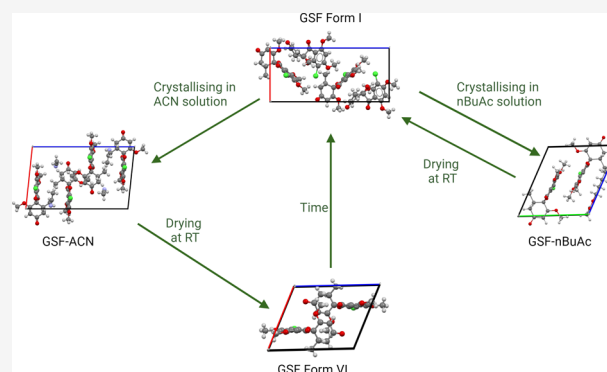 GSF Form I
Crystallising in
ACN solution
Crystallising in
nBuAc solution
Drying
at RT
Time
GSF-ACN
Drying
at RT
GSF-nBuAc
GSF Form VI